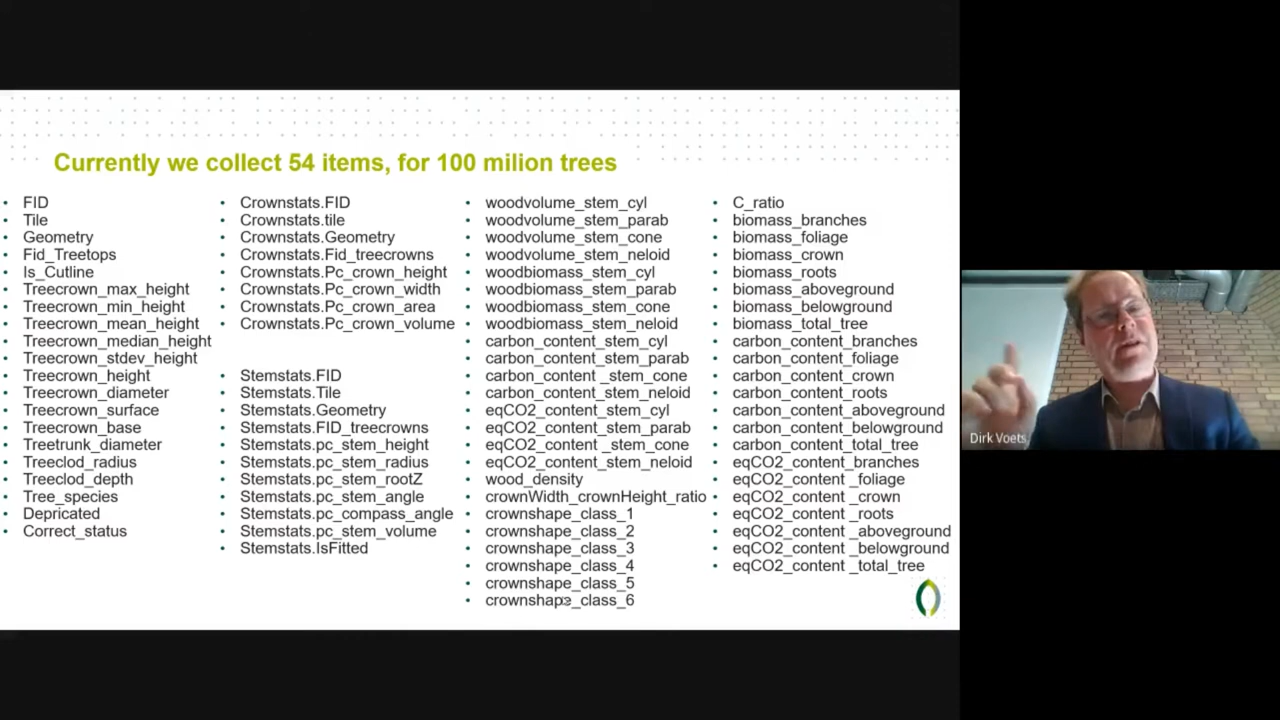 Currently we collect 54 items, for 100 milion trees
FID
Tile
Geometry
Fid_Treetops
Is_Cutline
Treecrown_max_height
Treecrown_min_height
Treecrown_mean_height
Treecrown_median_height
Treecrown_stdev_height
Treecrown_height
Treecrown_diameter
Treecrown_surface
Treecrown_base
Treetrunk_diameter
Treeclod_radius
Treeclod_depth
Tree_species
Depricated
Correct_status
Crownstats.FID
Crownstats.tile
Crownstats.Geometry
Crownstats.Fid_treecrowns
Crownstats.Pc_crown_height
Crownstats.Pc_crown_width
Crownstats.Pc_crown_area
Crownstats.Pc_crown_volume
Stemstats.FID
Stemstats.Tile
Stemstats.Geometry
Stemstats.FID_treecrowns
Stemstats.pc_stem_height
Stemstats.pc_stem_radius
Stemstats.pc_stem_rootZ
Stemstats.pc_stem_angle
Stemstats.pc_compass_angle
Stemstats.pc_stem_volume
Stemstats.IsFitted
woodvolume_stem_cyl
woodvolume_stem_parab
woodvolume_stem_cone
woodvolume_stem_neloid
woodbiomass_stem_cyl
woodbiomass_stem_parab
woodbiomass_stem_cone
woodbiomass_stem_neloid
carbon_content_stem_cyl
carbon_content_stem_parab
carbon_content _stem_cone
carbon_content_stem_neloid
eqCO2_content_stem_cyl
eqCO2_content_stem_parab
eqCO2_content _stem_cone
eqCO2_content_stem_neloid
wood_density
crownWidth_crownHeight_ratio
crownshape_class_1
crownshape_class_2
crownshape_class_3
crownshape_class_4
crownshape_class_5
crownshape_class_6
C_ratio
biomass_branches
biomass_foliage
biomass_crown
biomass_roots
biomass_aboveground
biomass_belowground
biomass_total_tree
carbon_content_branches
carbon_content_foliage
carbon_content_crown
carbon_content_roots
carbon_content_aboveground
carbon_content_belowground
carbon_content_total_tree
eqCO2_content_branches
eqCO2_content _foliage
eqCO2_content _crown
eqCO2_content _roots
eqCO2_content _aboveground
eqCO2_content _belowground
eqCO2_content _total_tree
Dirk Voets